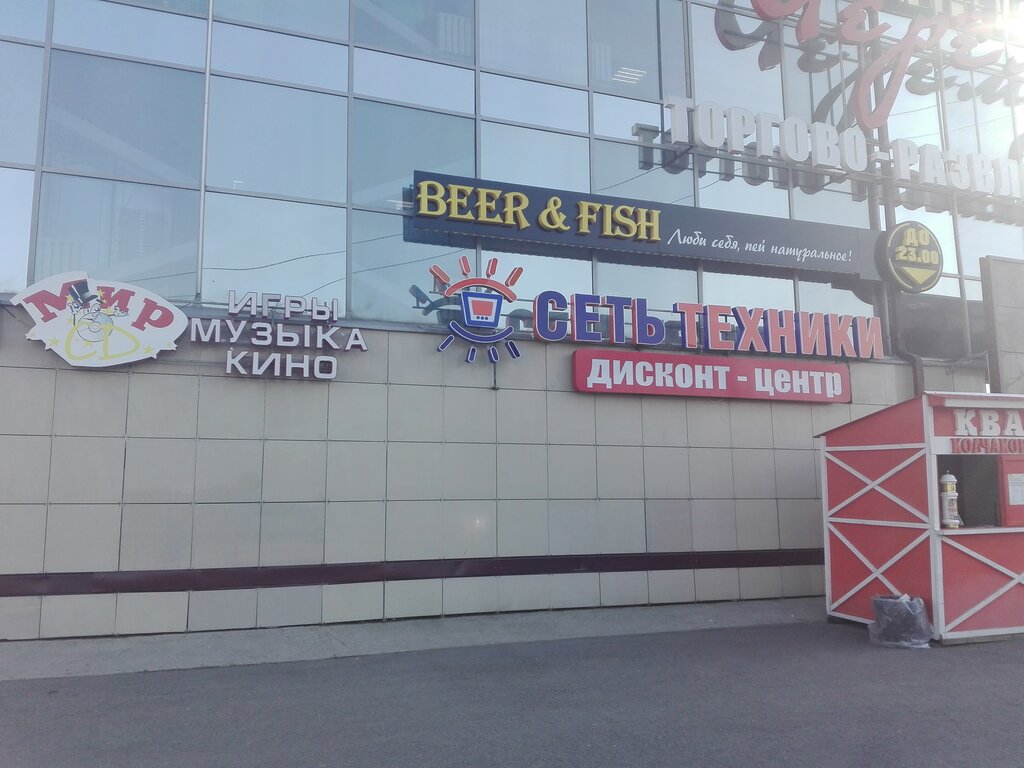 ТОРГОВО-РАЗВЛ
BEER & FISH
Люби себя, пей натуральное!
ДО
23.00
Мир
CD
ИГРЫ
МУЗЫКА
КИНО
СЕТЬ ТЕХНИКИ
ДИСКОНТ - ЦЕНТР
КВА